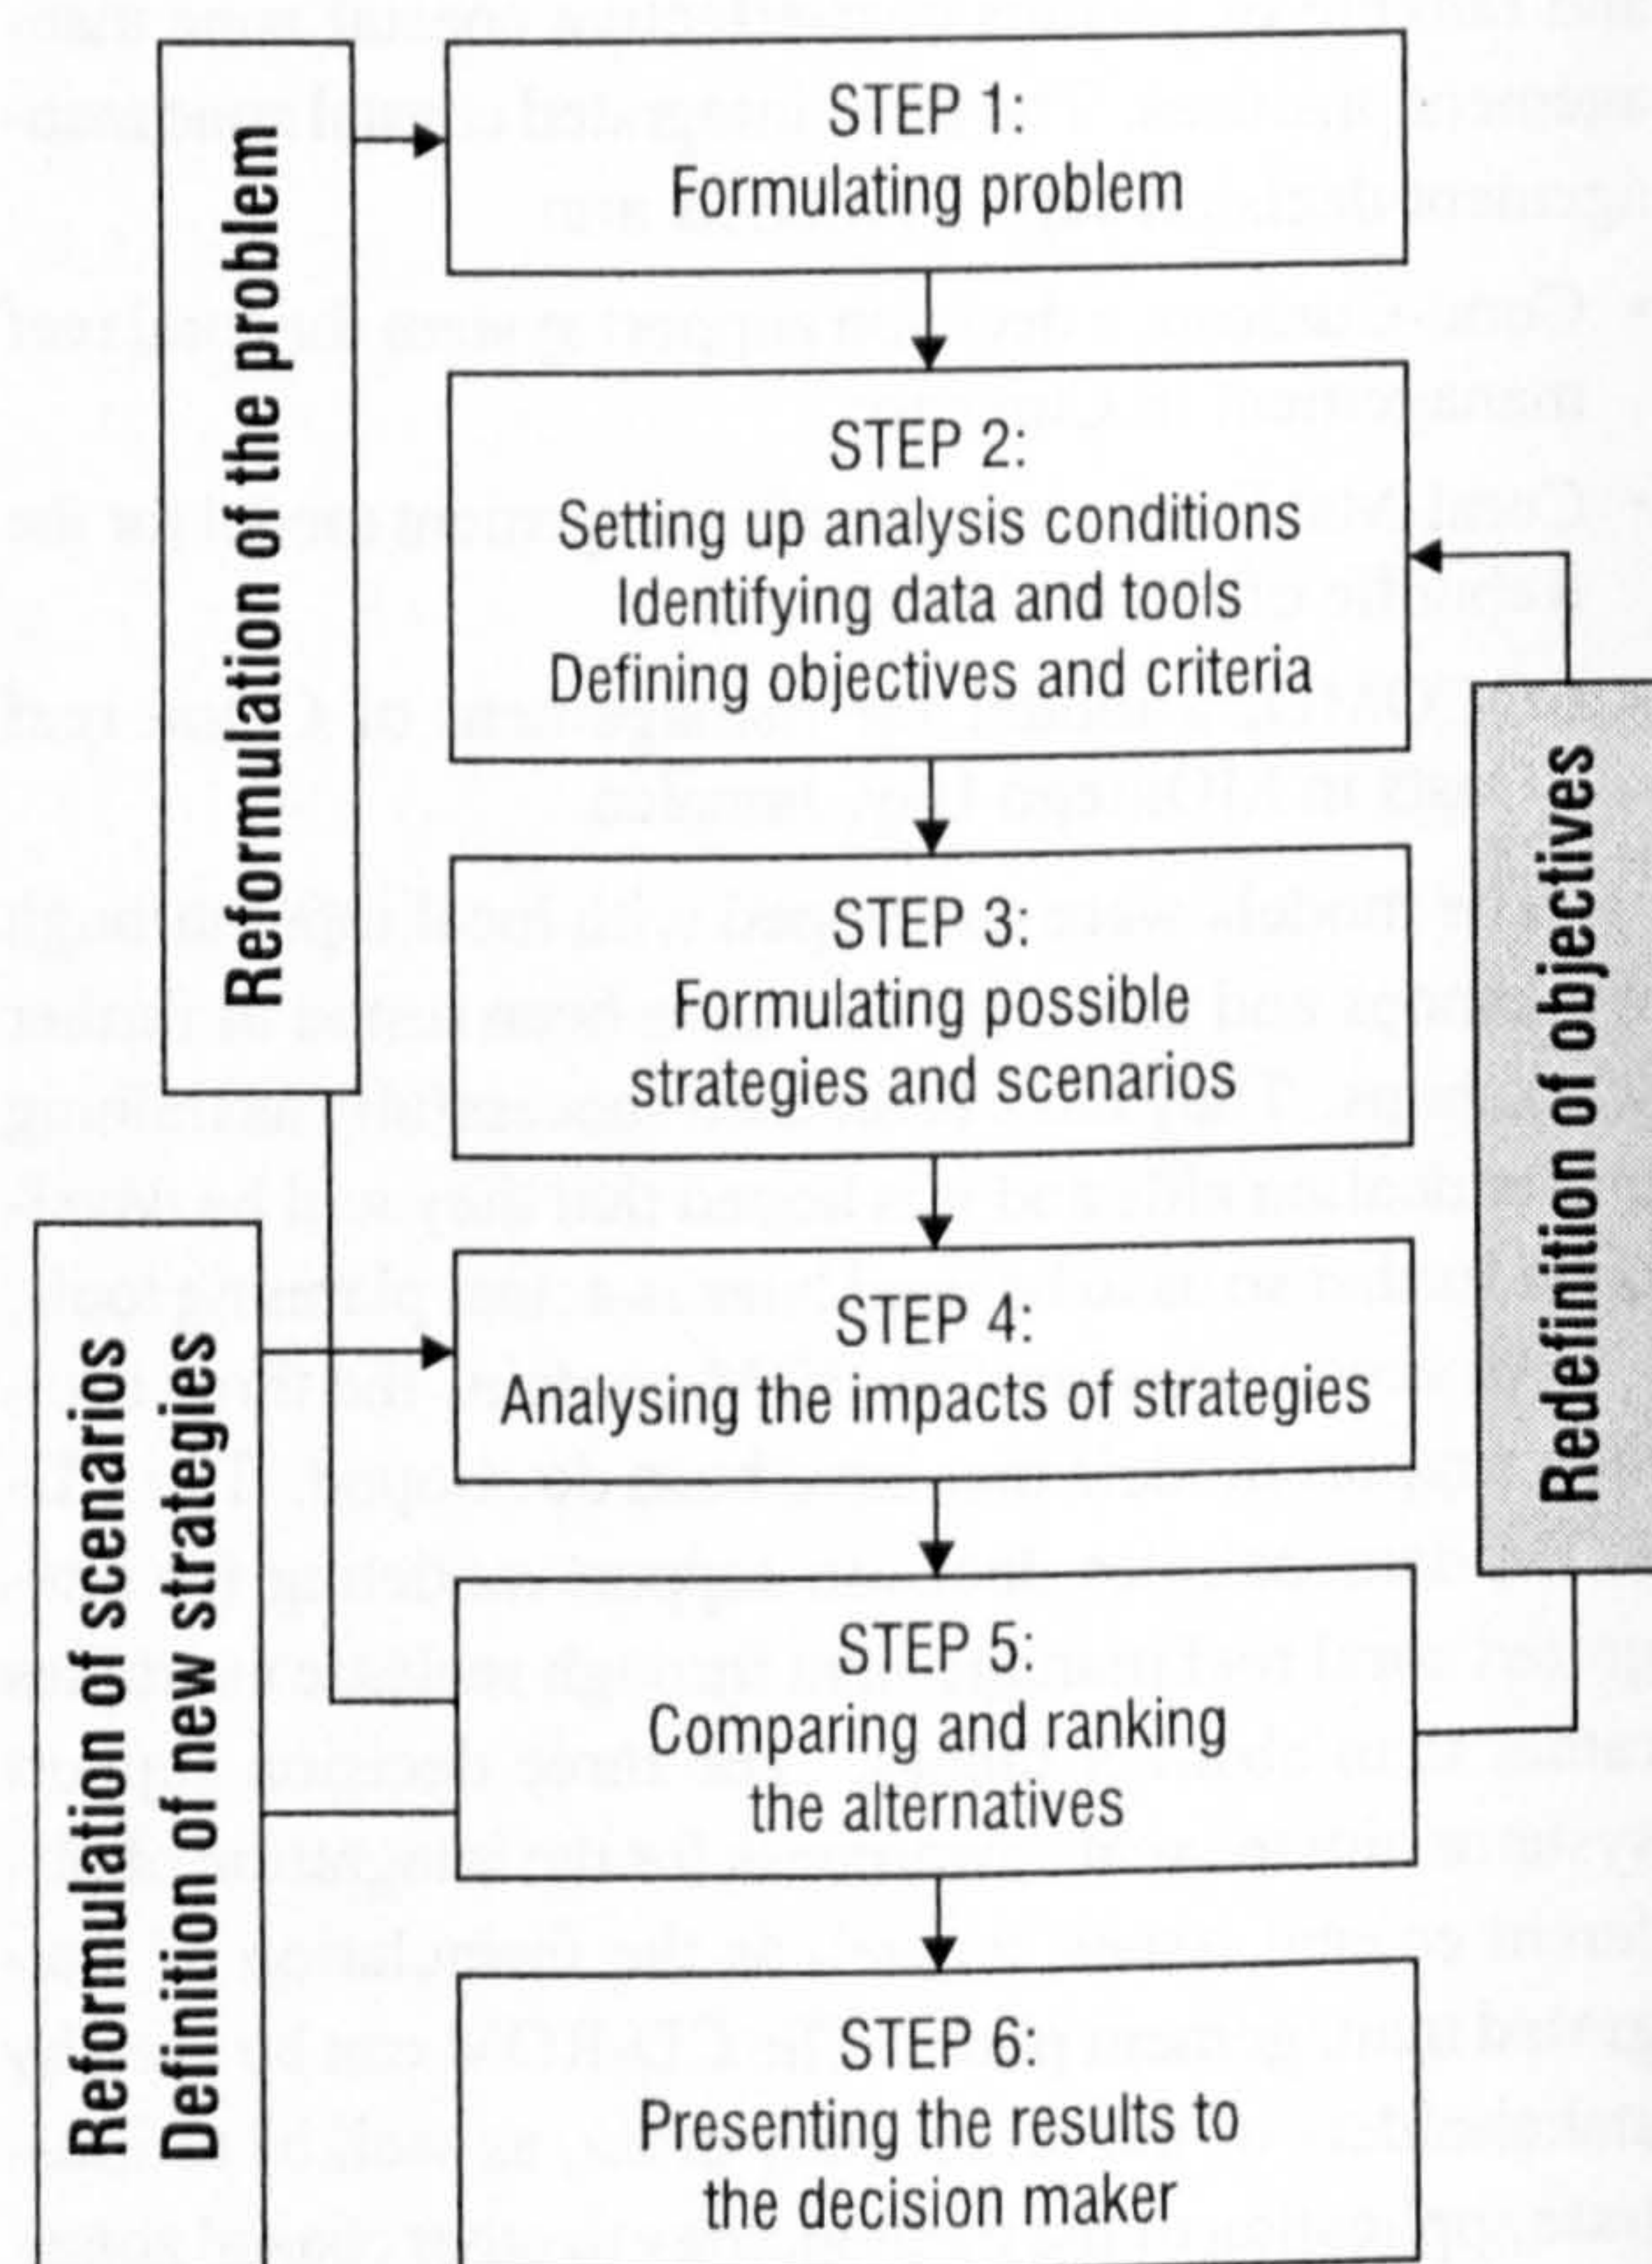 Reformulation of the problem
STEP 1:
Formulating problem
STEP 2:
Setting up analysis conditions
Identifying data and tools
Defining objectives and criteria
Redefinition of objectives
STEP 3:
Formulating possible
strategies and scenarios
Reformulation of scenarios
Definition of new strategies
STEP 4:
Analysing the impacts of strategies
STEP 5:
Comparing and ranking
the alternatives
STEP 6:
Presenting the results to
the decision maker